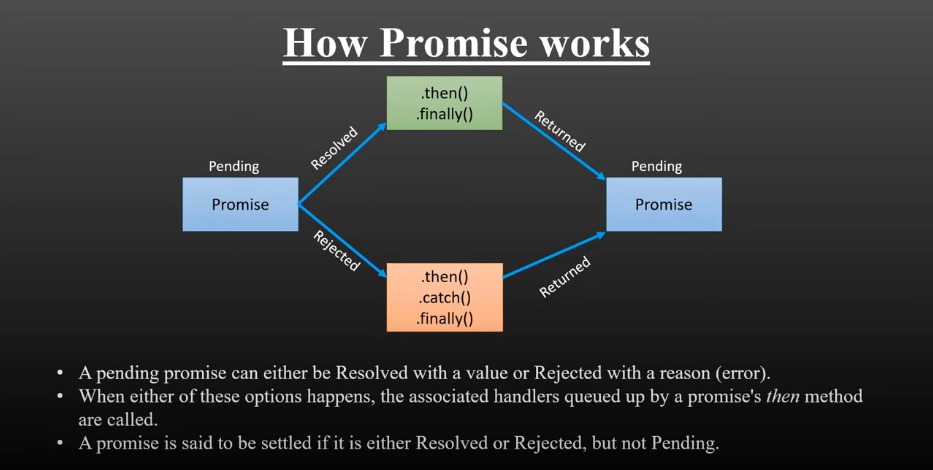 How Promise works
.then()
.finally()
Resolved
Returned
Pending
Pending
Promise
Promise
Rejected
Returned
.then()
.catch()
.finally()
• A pending promise can either be Resolved with a value or Rejected with a reason (error).
• When either of these options happens, the associated handlers queued up by a promise's then method
are called.
• A promise is said to be settled if it is either Resolved or Rejected, but not Pending.